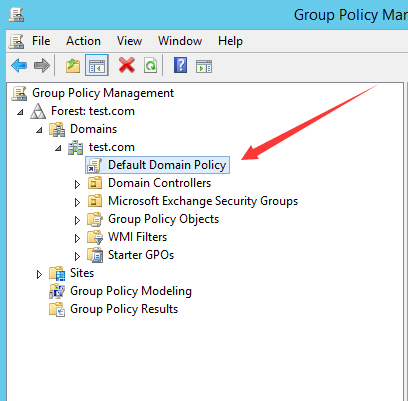 Group Policy Mar
File Action View Window Help
Group Policy Management
Forest: test.com
Domains
test.com
Default Domain Policy
Domain Controllers
Microsoft Exchange Security Groups
Group Policy Objects
WMI Filters
Starter GPOs
Sites
Group Policy Modeling
Group Policy Results